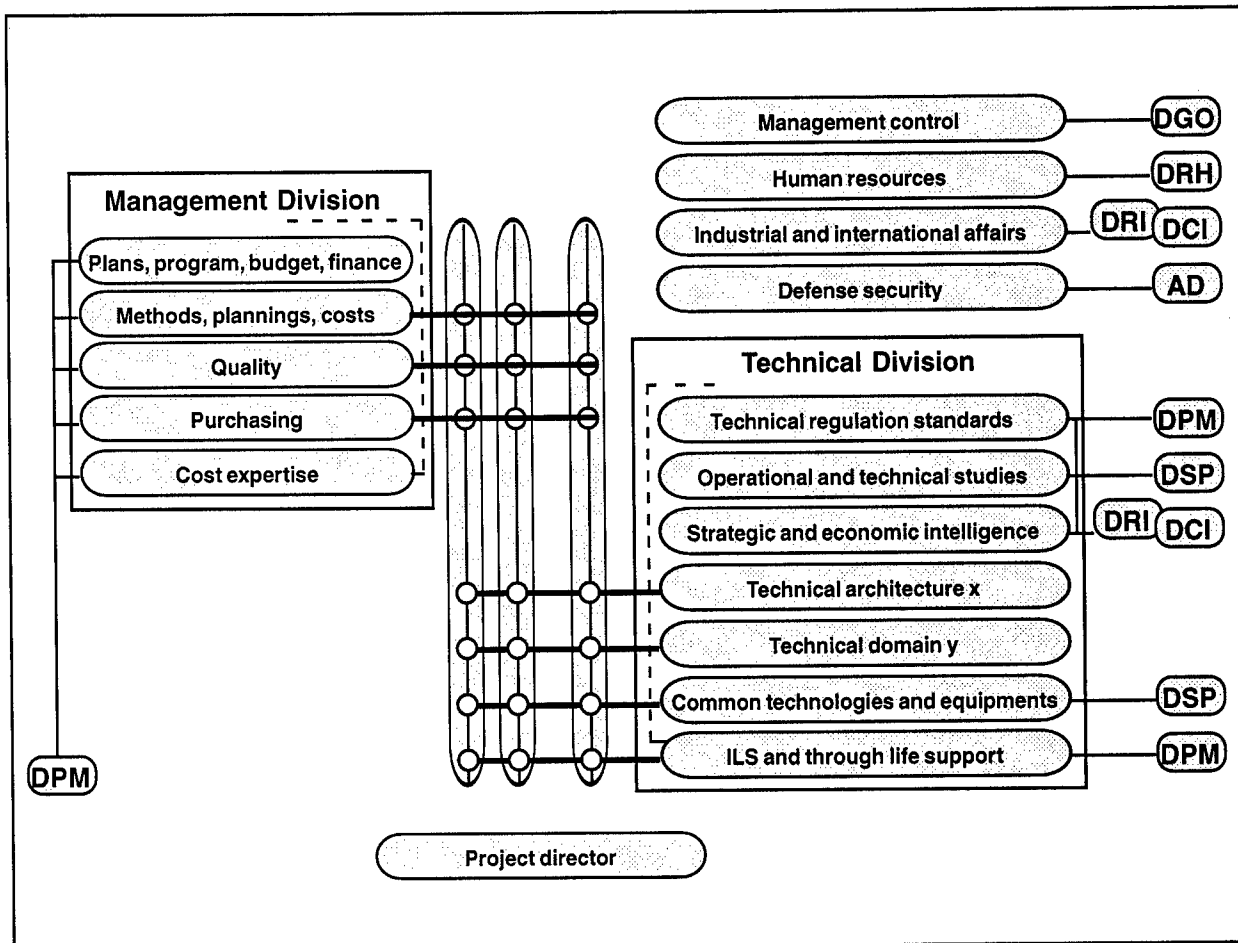 Management control
DGO
Human resources
DRH
Industrial and international affairs
DRI
DCI
Defense security
AD
Management Division
Plans, program, budget, finance
Methods, plannings, costs
Quality
Purchasing
Cost expertise
DPM
Technical Division
Technical regulation standards
DPM
Operational and technical studies
DSP
Strategic and economic intelligence
DRI
DCI
Technical architecture x
Technical domain y
Common technologies and equipments
DSP
ILS and through life support
DPM
Project director